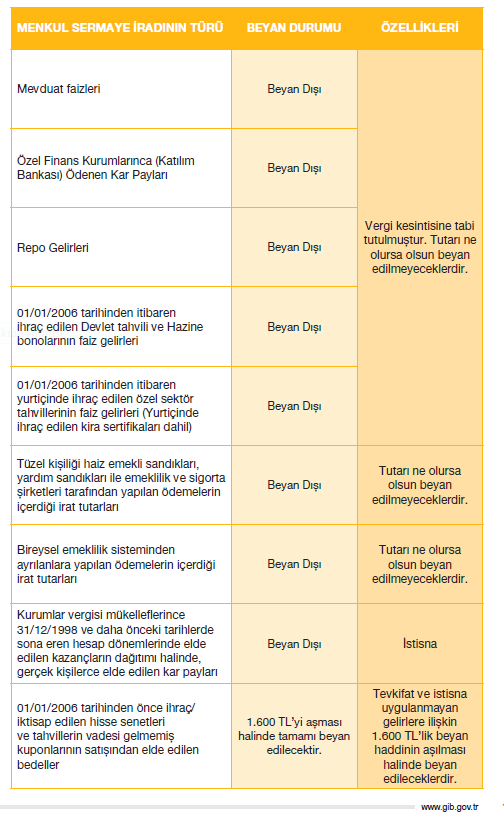 MENKUL SERMAYE İRADININ TÜRÜ
BEYAN DURUMU
ÖZELLİKLERİ
Mevduat faizleri
Beyan Dışı
Özel Finans Kurumlarınca (Katılım
Bankası) Ödenen Kar Payları
Beyan Dışı
Repo Gelirleri
Beyan Dışı
Vergi kesintisine tabi
tutulmuştur. Tutarı ne
olursa olsun beyan
edilmeyeceklerdir.
01/01/2006 tarihinden itibaren
ihraç edilen Devlet tahvili ve Hazine
bonolarının faiz gelirleri
Beyan Dışı
01/01/2006 tarihinden itibaren
yurtiçinde ihraç edilen özel sektör
tahvillerinin faiz gelirleri (Yurtiçinde
ihraç edilen kira sertifikaları dahil)
Beyan Dışı
Tüzel kişiliği haiz emekli sandıkları,
yardım sandıkları ile emeklilik ve sigorta
şirketleri tarafından yapılan ödemelerin
içerdiği irat tutarları
Beyan Dışı
Tutarı ne olursa
olsun beyan
edilmeyeceklerdir.
Bireysel emeklilik sisteminden
ayrılanlara yapılan ödemelerin içerdiği
irat tutarları
Beyan Dışı
Tutarı ne olursa
olsun beyan
edilmeyeceklerdir.
Kurumlar vergisi mükelleflerince
31/12/1998 ve daha önceki tarihlerde
sona eren hesap dönemlerinde elde
edilen kazançların dağıtımı halinde,
gerçek kişilerce elde edilen kar payları
Beyan Dışı
İstisna
01/01/2006 tarihinden önce ihraç/
iktisap edilen hisse senetleri
ve tahvillerin vadesi gelmemiş
kuponlarının satışından elde edilen
bedeller
1.600 TL’yi aşması
halinde tamamı beyan
edilecektir.
Tevkifat ve istisna
uygulanmayan
gelirlere ilişkin
1.600 TL’lik beyan
haddinin aşılması
halinde beyan
edileceklerdir.
www.gib.gov.tr